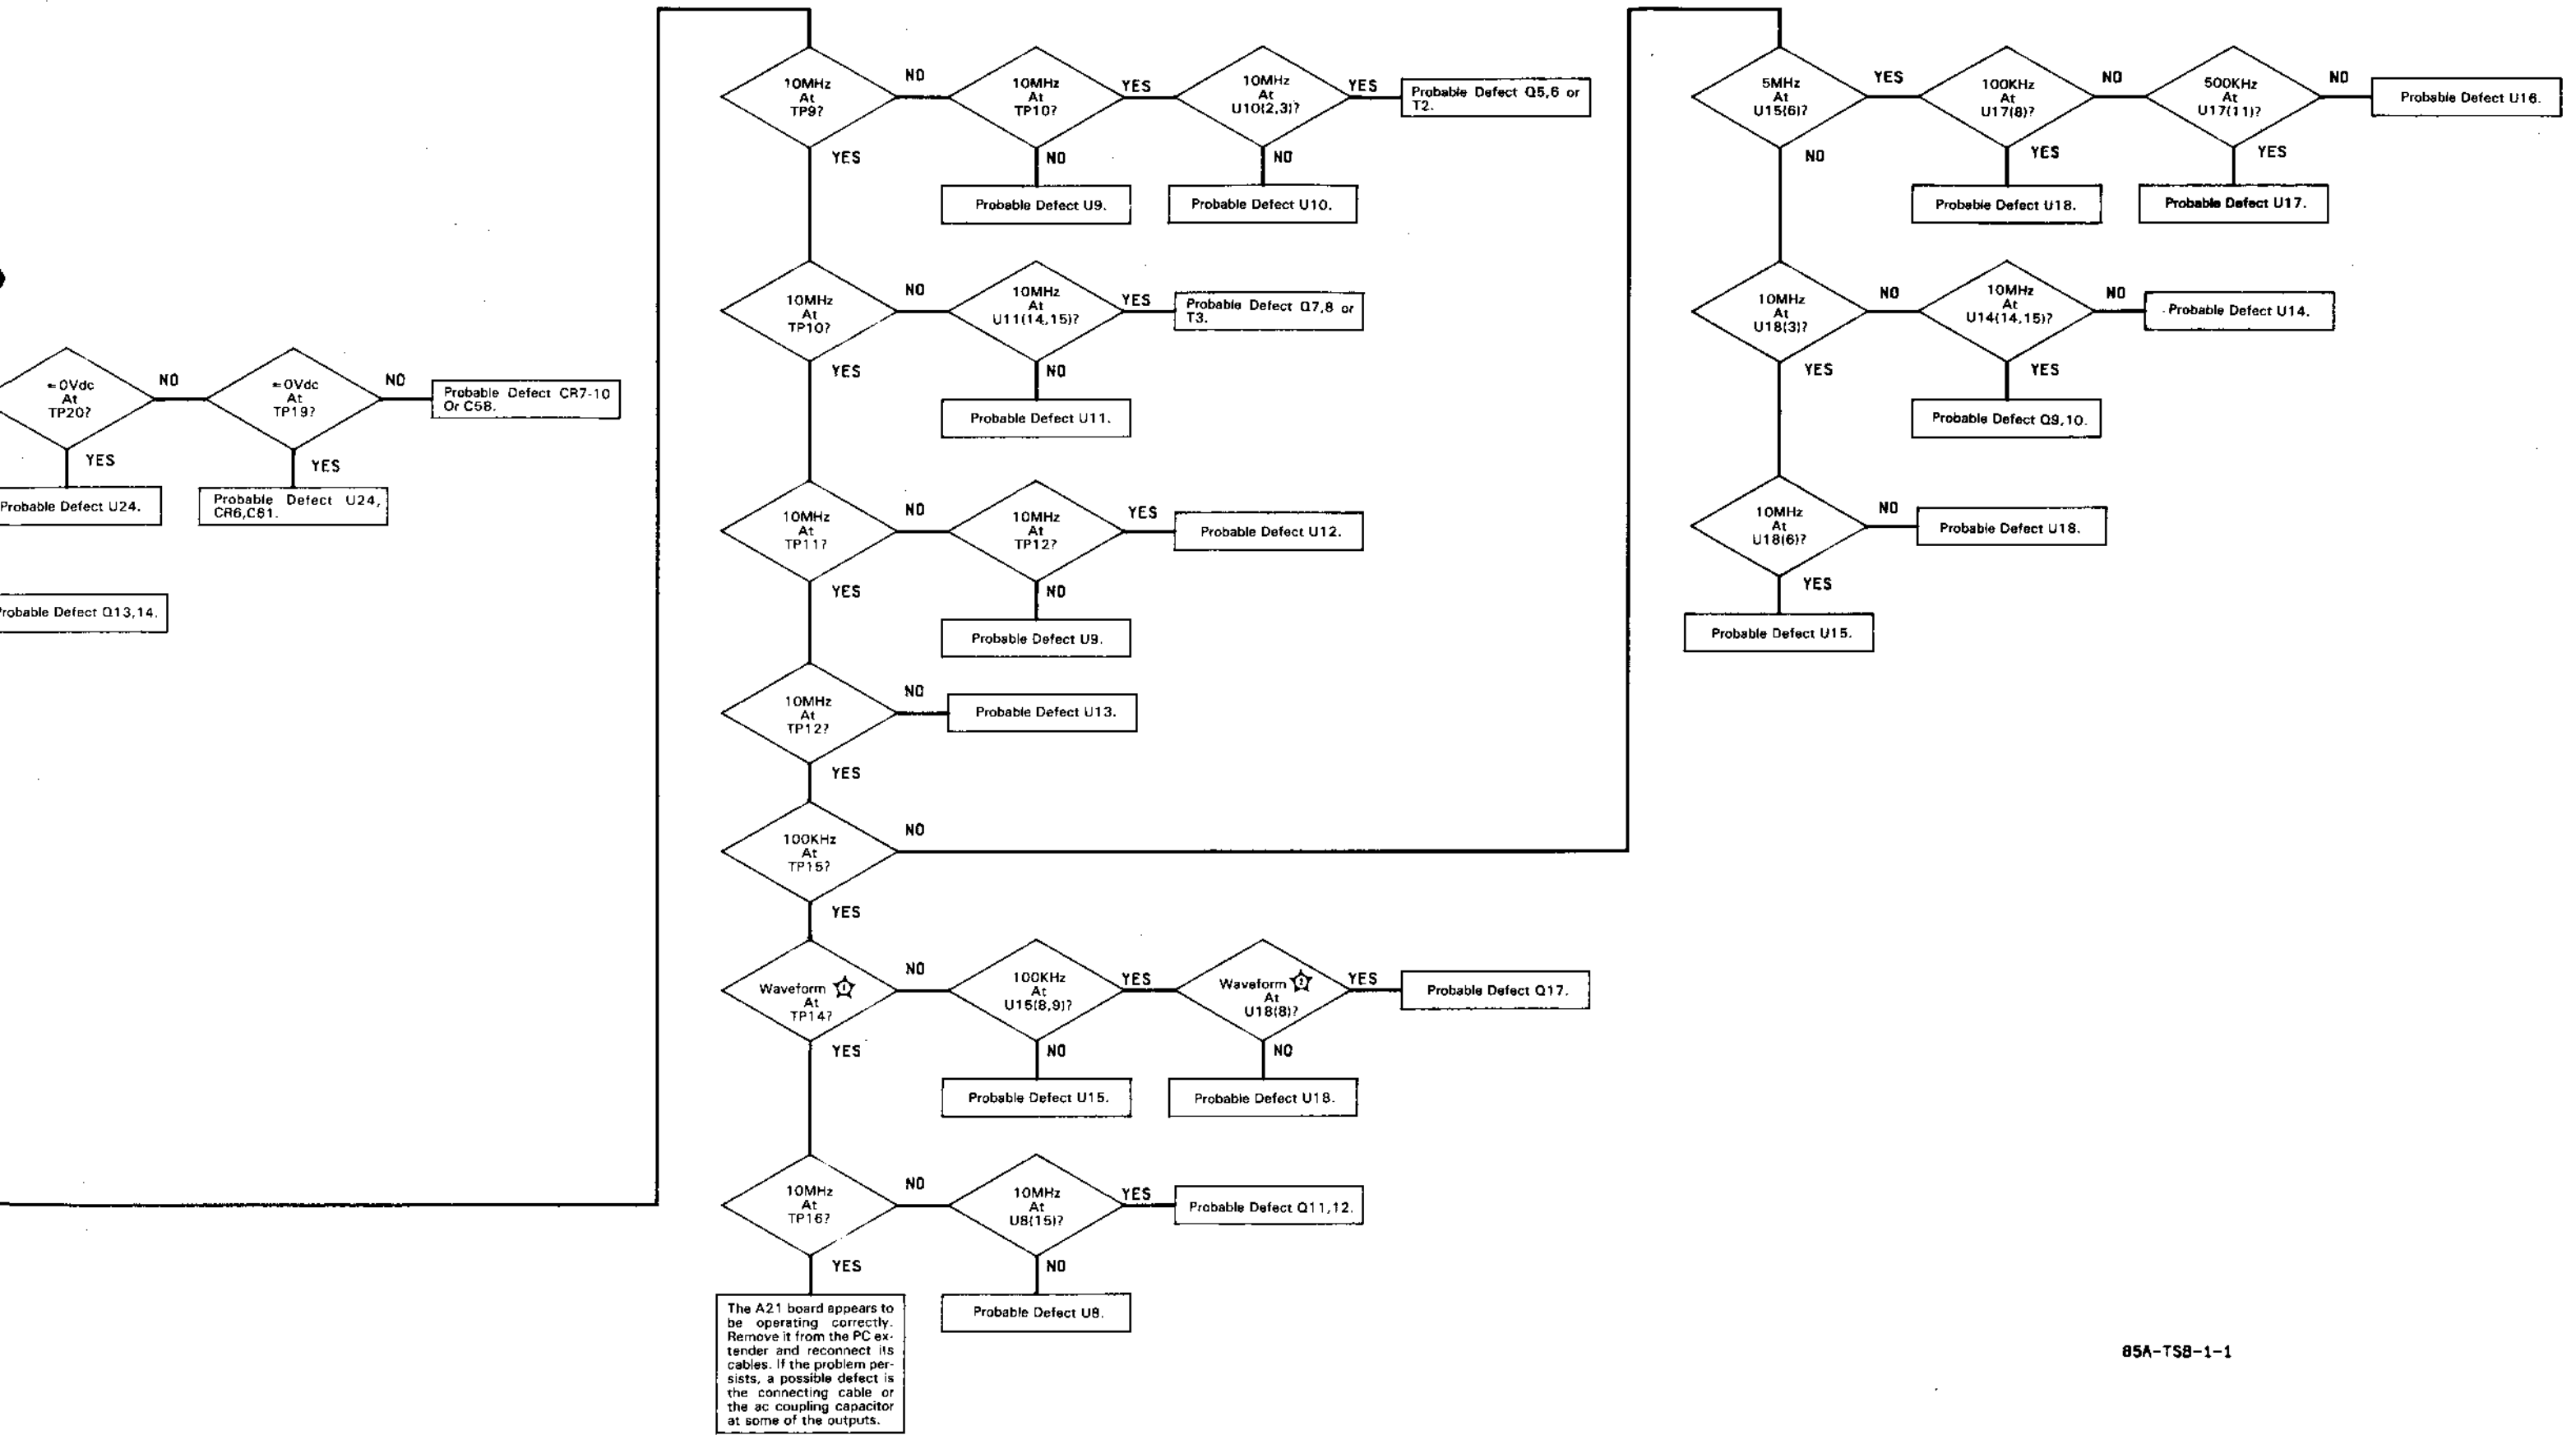 ≈0Vdc
At
TP20?
NO
YES
Probable Defect U24.
≈0Vdc
At
TP19?
NO
YES
Probable Defect CR7-10
Or C58.
Probable Defect U24,
CR6,C61.
Probable Defect Q13,14.
10MHz
At
TP9?
NO
YES
10MHz
At
TP10?
YES
NO
Probable Defect U9.
10MHz
At
U10(2,3)?
YES
NO
Probable Defect Q5,6 or
T2.
Probable Defect U10.
10MHz
At
TP10?
NO
YES
10MHz
At
U11(14,15)?
YES
NO
Probable Defect Q7,8 or
T3.
Probable Defect U11.
10MHz
At
TP11?
NO
YES
10MHz
At
TP12?
YES
NO
Probable Defect U12.
Probable Defect U9.
10MHz
At
TP12?
NO
YES
Probable Defect U13.
100KHz
At
TP15?
NO
YES
Waveform 1
At
TP14?
NO
YES
100KHz
At
U15(8,9)?
YES
NO
Probable Defect U15.
Waveform 2
At
U18(8)?
YES
NO
Probable Defect Q17.
Probable Defect U18.
10MHz
At
TP16?
NO
YES
10MHz
At
U8(15)?
YES
NO
Probable Defect Q11,12.
Probable Defect U8.
The A21 board appears to
be operating correctly.
Remove it from the PC ex-
tender and reconnect its
cables. If the problem per-
sists, a possible defect is
the connecting cable or
the ac coupling capacitor
at some of the outputs.
5MHz
At
U15(6)?
YES
NO
100KHz
At
U17(8)?
NO
YES
Probable Defect U18.
500KHz
At
U17(11)?
NO
YES
Probable Defect U16.
Probable Defect U17.
10MHz
At
U18(3)?
NO
YES
10MHz
At
U14(14,15)?
NO
YES
Probable Defect U14.
Probable Defect Q9,10.
10MHz
At
U18(6)?
NO
YES
Probable Defect U18.
Probable Defect U15.
85A-TS8-1-1